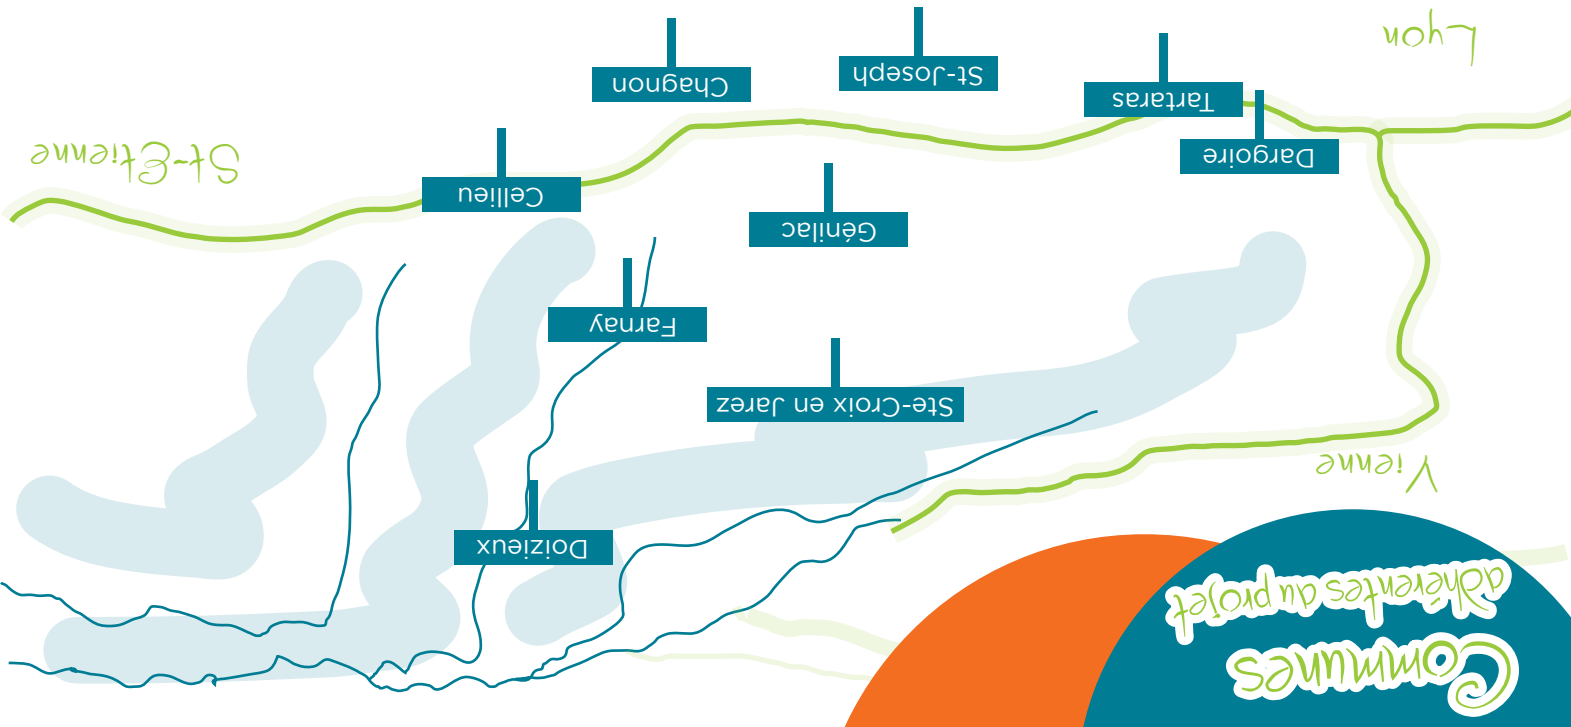 Communes
adhérentes du projet
Doizieux
Vienne
Ste-Croix en Jarez
Farnay
Génilac
Cellieu
St-Etienne
Dargoire
Tartaras
Chagnon
St-Joseph
Lyon